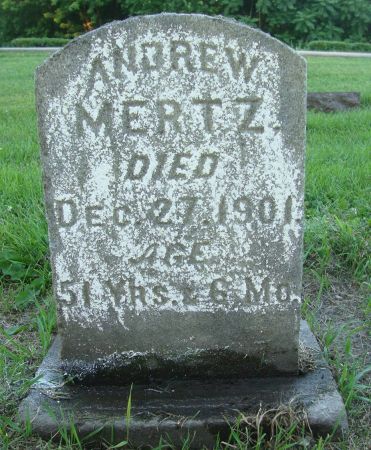 ANDREW
MERTZ.
DIED
DEC. 27, 1901.
AGE
51 YRS. & 6 MO.